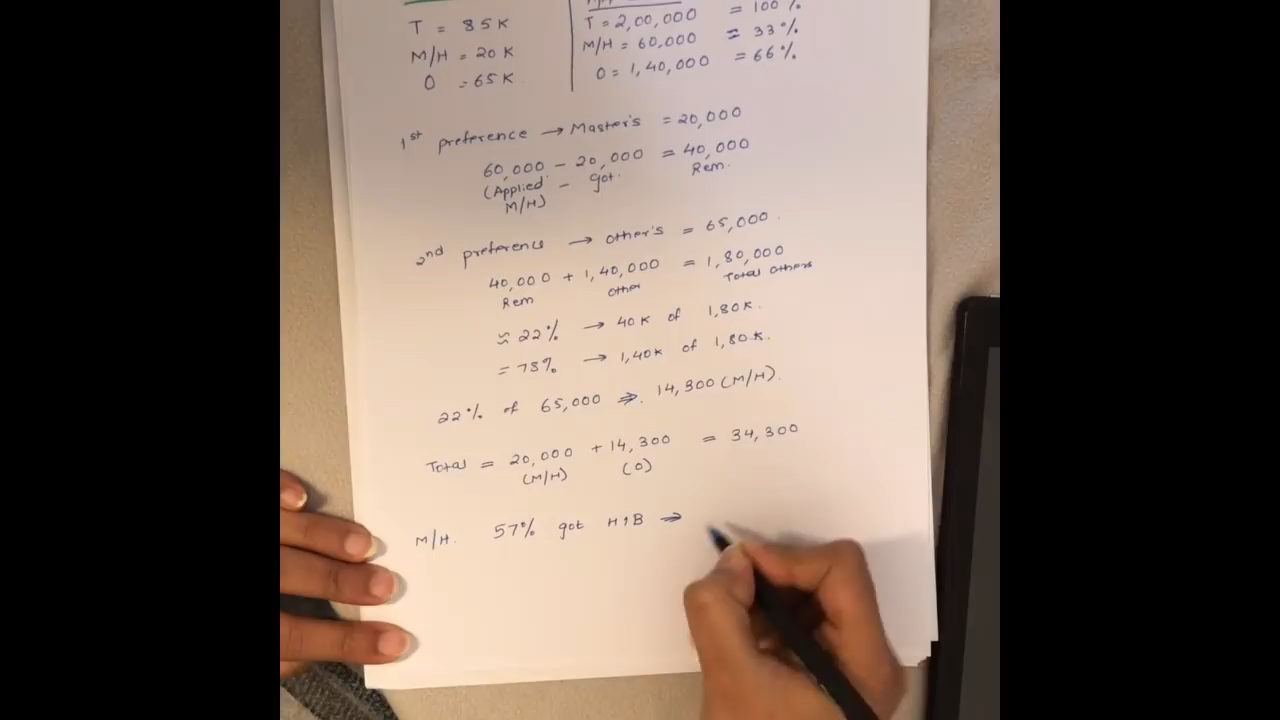 T = 85K
M/H = 20K
O = 65K
T = 2,00,000 = 100%
M/H = 60,000 = 33%
O = 1,40,000 = 66%
1st preference → Master's = 20,000
60,000 - 20,000 = 40,000
(Applied - got. Rem.
M/H)
2nd preference → other's = 65,000.
40,000 + 1,40,000 = 1,80,000
Rem Other Total Others
≈ 22% → 40K of 1,80K.
= 78% → 1,40K of 1,80K.
22% of 65,000 ⇒. 14,300 (M/H).
Total = 20,000 + 14,300 = 34,300
(M/H) (O)
M/H. 57% got H1B ⇒